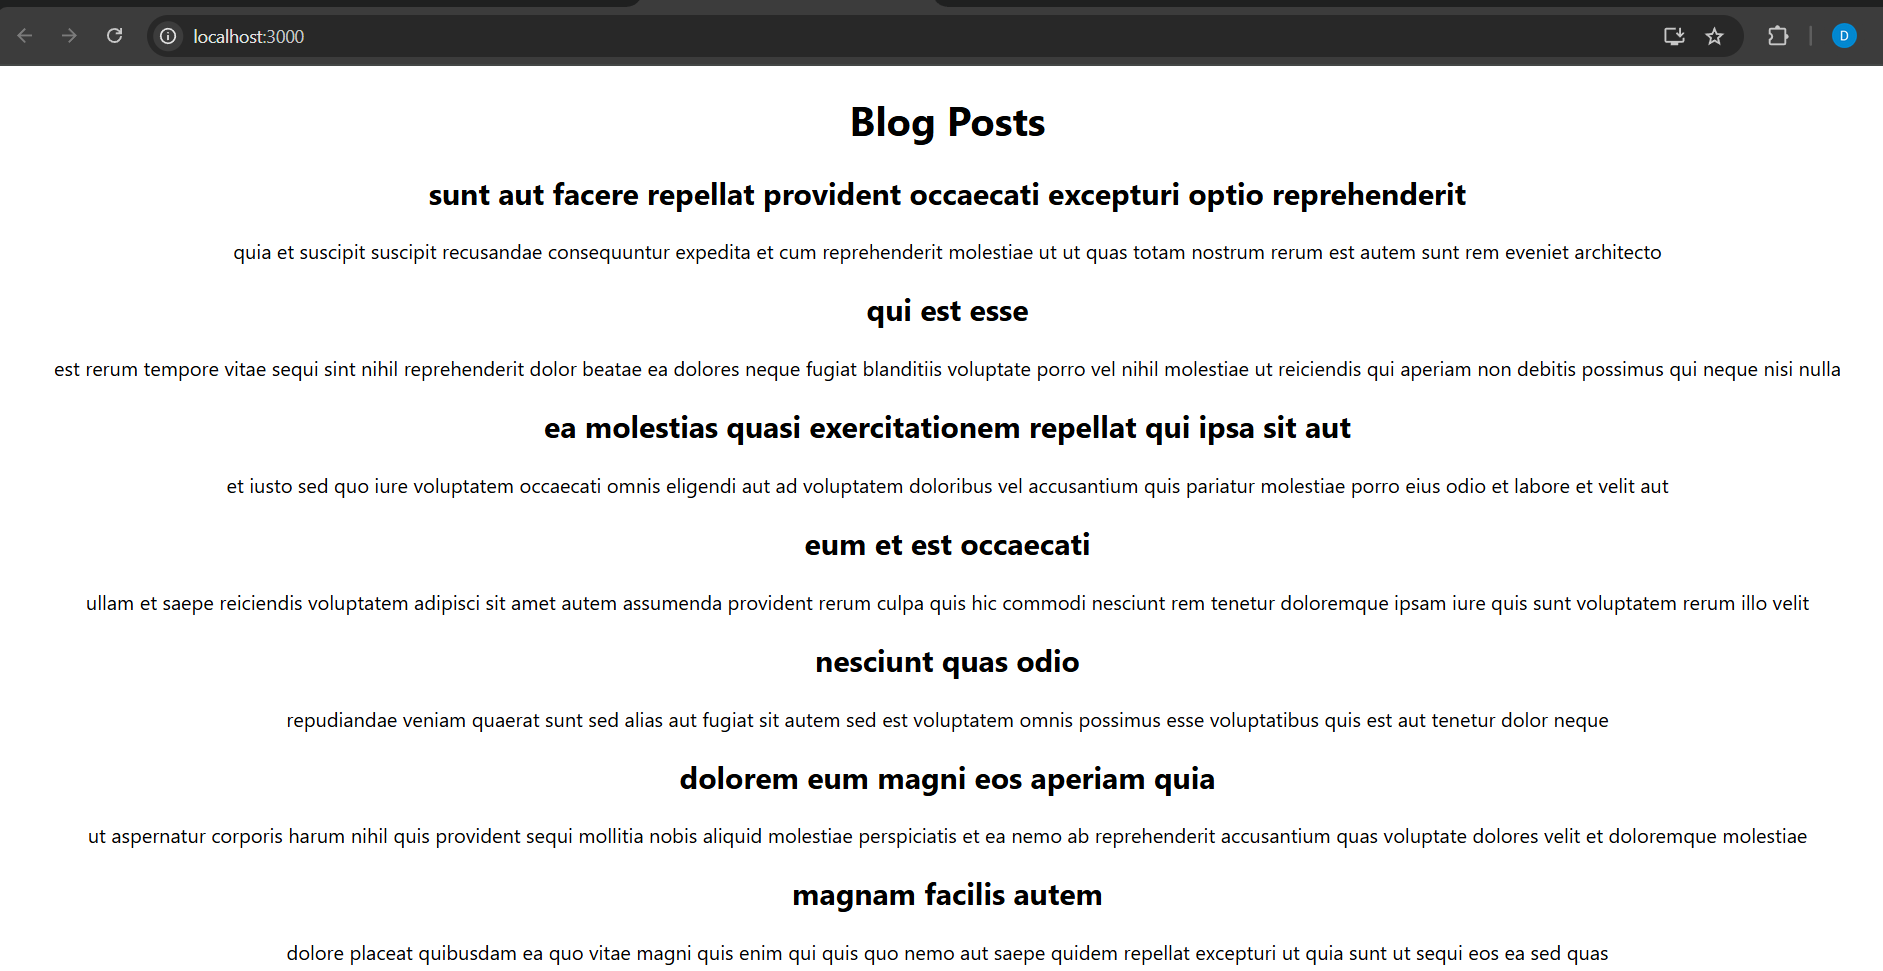 localhost:3000
D
Blog Posts
sunt aut facere repellat provident occaecati excepturi optio reprehenderit
quia et suscipit suscipit recusandae consequuntur expedita et cum reprehenderit molestiae ut ut quas totam nostrum rerum est autem sunt rem eveniet architecto
qui est esse
est rerum tempore vitae sequi sint nihil reprehenderit dolor beatae ea dolores neque fugiat blanditiis voluptate porro vel nihil molestiae ut reiciendis qui aperiam non debitis possimus qui neque nisi nulla
ea molestias quasi exercitationem repellat qui ipsa sit aut
et iusto sed quo iure voluptatem occaecati omnis eligendi aut ad voluptatem doloribus vel accusantium quis pariatur molestiae porro eius odio et labore et velit aut
eum et est occaecati
ullam et saepe reiciendis voluptatem adipisci sit amet autem assumenda provident rerum culpa quis hic commodi nesciunt rem tenetur doloremque ipsam iure quis sunt voluptatem rerum illo velit
nesciunt quas odio
repudiandae veniam quaerat sunt sed alias aut fugiat sit autem sed est voluptatem omnis possimus esse voluptatibus quis est aut tenetur dolor neque
dolorem eum magni eos aperiam quia
ut aspernatur corporis harum nihil quis provident sequi mollitia nobis aliquid molestiae perspiciatis et ea nemo ab reprehenderit accusantium quas voluptate dolores velit et doloremque molestiae
magnam facilis autem
dolore placeat quibusdam ea quo vitae magni quis enim qui quis quo nemo aut saepe quidem repellat excepturi ut quia sunt ut sequi eos ea sed quas